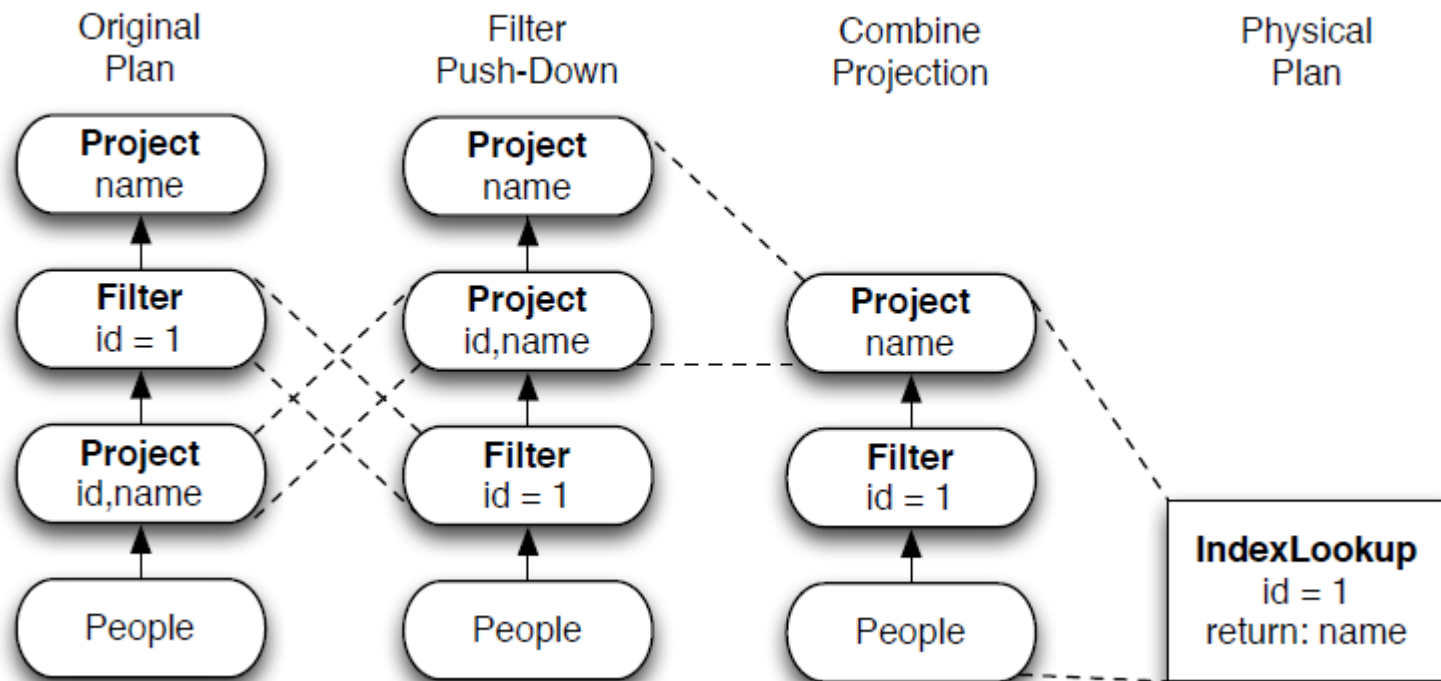 Original
Plan
Filter
Push-Down
Combine
Projection
Physical
Plan
Project
name
Filter
id = 1
Project
id,name
People
Project
name
Project
id,name
Filter
id = 1
People
Project
name
Filter
id = 1
People
IndexLookup
id = 1
return: name